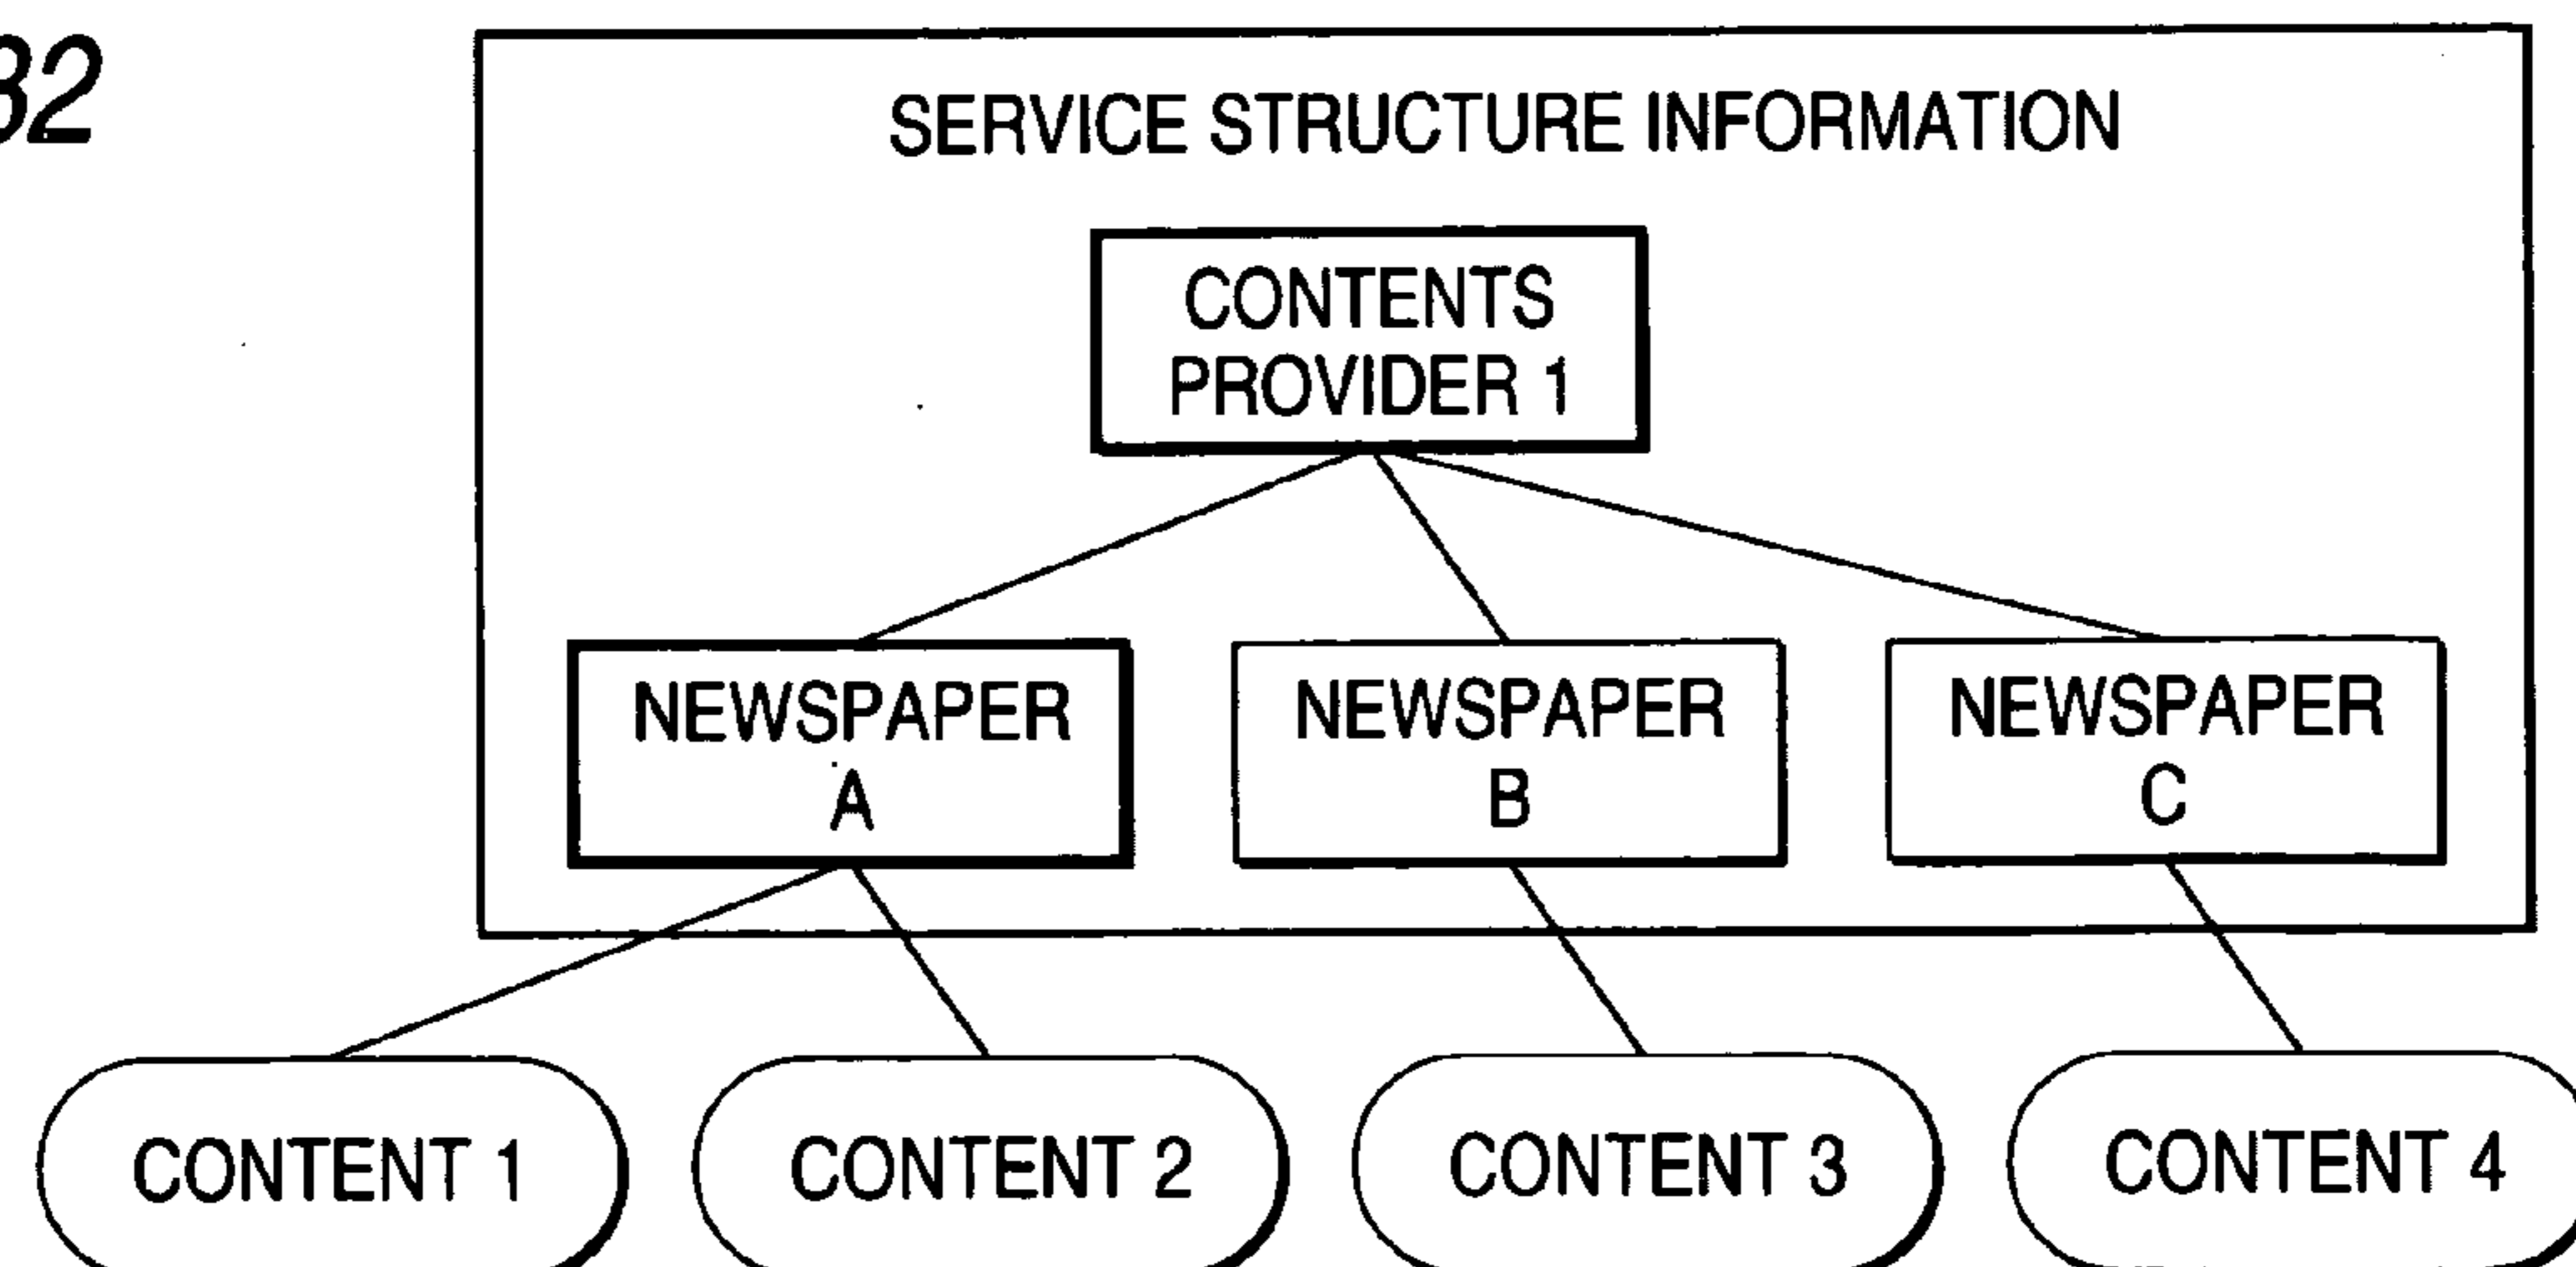 32
SERVICE STRUCTURE INFORMATION
CONTENTS
PROVIDER 1
NEWSPAPER
A
NEWSPAPER
B
NEWSPAPER
C
CONTENT 1
CONTENT 2
CONTENT 3
CONTENT 4